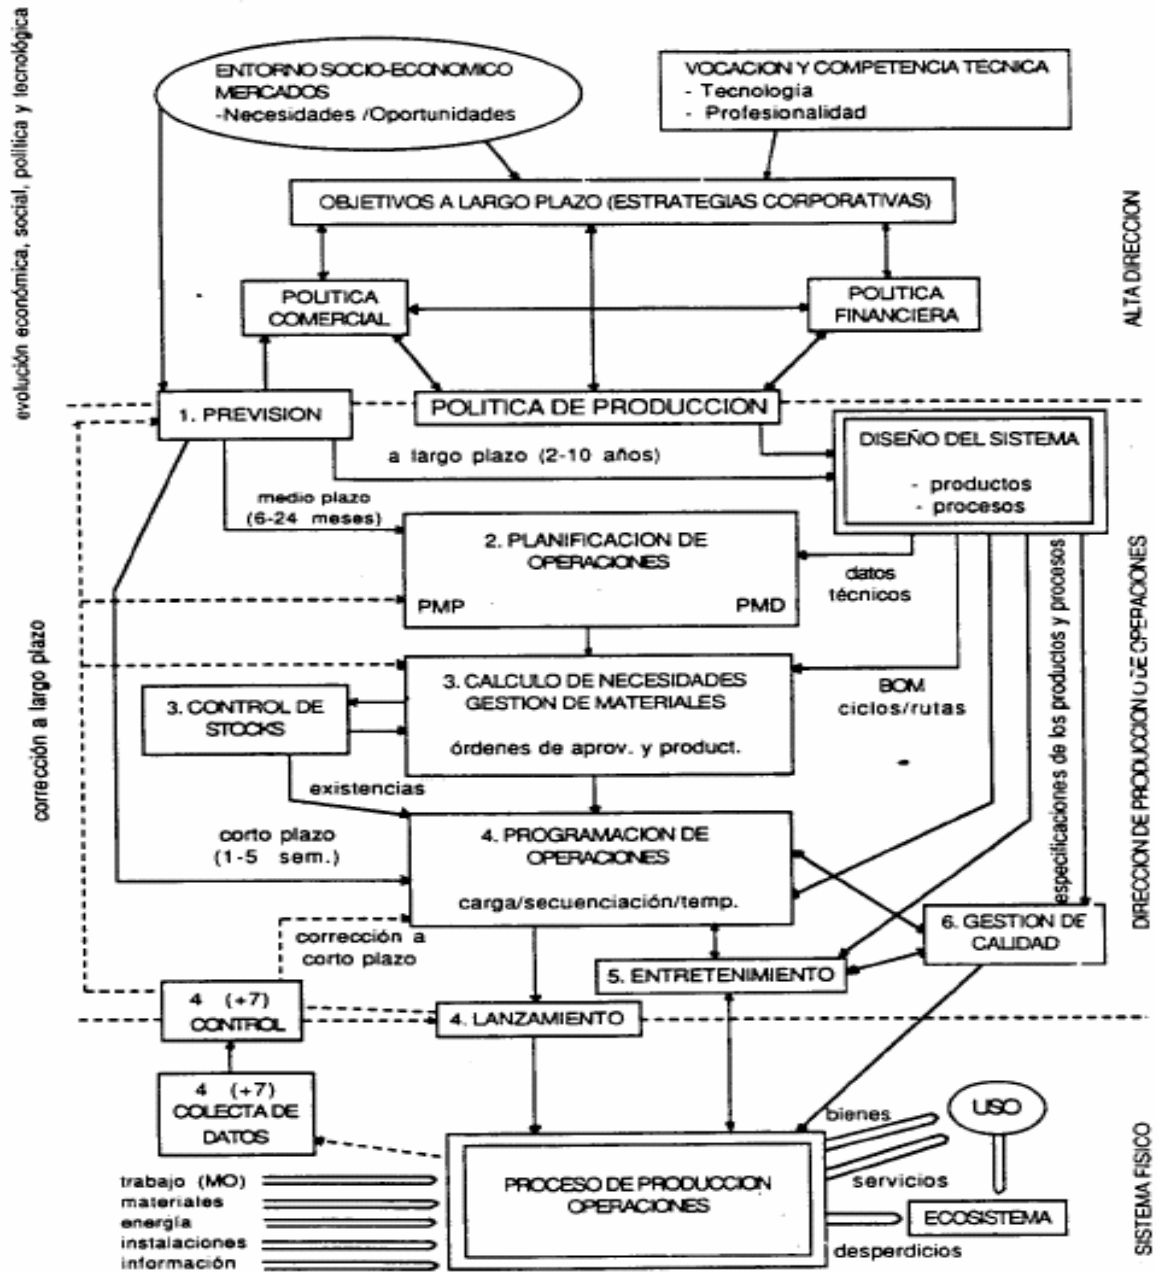 evolución económica, social, política y tecnológica
ENTORNO SOCIO-ECONOMICO
MERCADOS
-Necesidades /Oportunidades
VOCACION Y COMPETENCIA TECNICA
- Tecnología
- Profesionalidad
OBJETIVOS A LARGO PLAZO (ESTRATEGIAS CORPORATIVAS)
ALTA DIRECCION
POLITICA
COMERCIAL
POLITICA
FINANCIERA
1. PREVISION
POLITICA DE PRODUCCION
DISEÑO DEL SISTEMA
- productos
- procesos
a largo plazo (2-10 años)
medio plazo
(6-24 meses)
2. PLANIFICACION DE
OPERACIONES
PMP
PMD
datos
técnicos
DIRECCION DE PRODUCCION O DE OPERACIONES
especificaciones de los productos y procesos
corrección a largo plazo
3. CONTROL DE
STOCKS
3. CALCULO DE NECESIDADES
GESTION DE MATERIALES
órdenes de aprov. y product.
BOM
ciclos/rutas
existencias
corto plazo
(1-5 sem.)
4. PROGRAMACION DE
OPERACIONES
carga/secuenciación/temp.
corrección a
corto plazo
5. ENTRETENIMIENTO
6. GESTION DE
CALIDAD
4 (+7)
CONTROL
4. LANZAMIENTO
4 (+7)
COLECTA DE
DATOS
bienes
USO
servicios
ECOSISTEMA
desperdicios
PROCESO DE PRODUCCION
OPERACIONES
trabajo (MO)
materiales
energía
instalaciones
información
SISTEMA FISICO